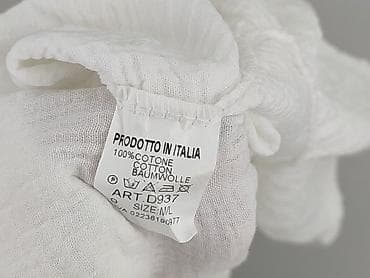 PRODOTTO IN ITALIA
100%COTONE
COTTON
BAUMWOLLE
ART.D937
SIZE:M/L